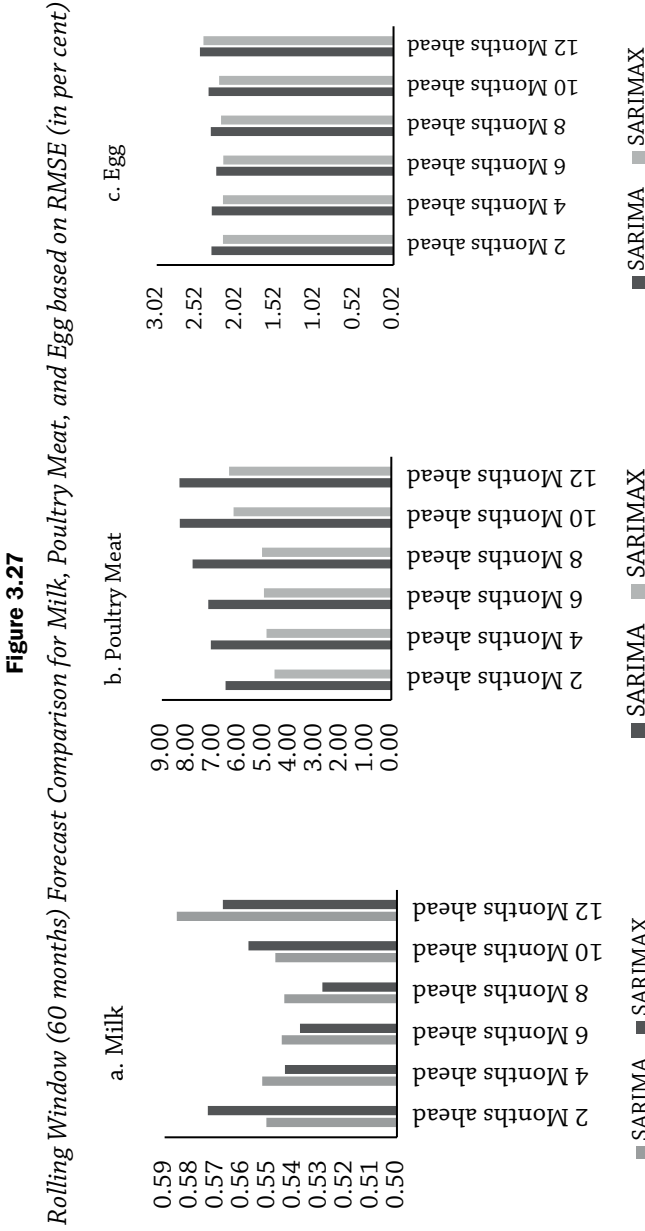 Figure 3.27
Rolling Window (60 months) Forecast Comparison for Milk, Poultry Meat, and Egg based on RMSE (in per cent)
a. Milk
0.59
0.58
0.57
0.56
0.55
0.54
0.53
0.52
0.51
0.50
2 Months ahead
4 Months ahead
6 Months ahead
8 Months ahead
10 Months ahead
12 Months ahead
SARIMA SARIMAX
b. Poultry Meat
9.00
8.00
7.00
6.00
5.00
4.00
3.00
2.00
1.00
0.00
2 Months ahead
4 Months ahead
6 Months ahead
8 Months ahead
10 Months ahead
12 Months ahead
SARIMA SARIMAX
c. Egg
3.02
2.52
2.02
1.52
1.02
0.52
0.02
2 Months ahead
4 Months ahead
6 Months ahead
8 Months ahead
10 Months ahead
12 Months ahead
SARIMA SARIMAX